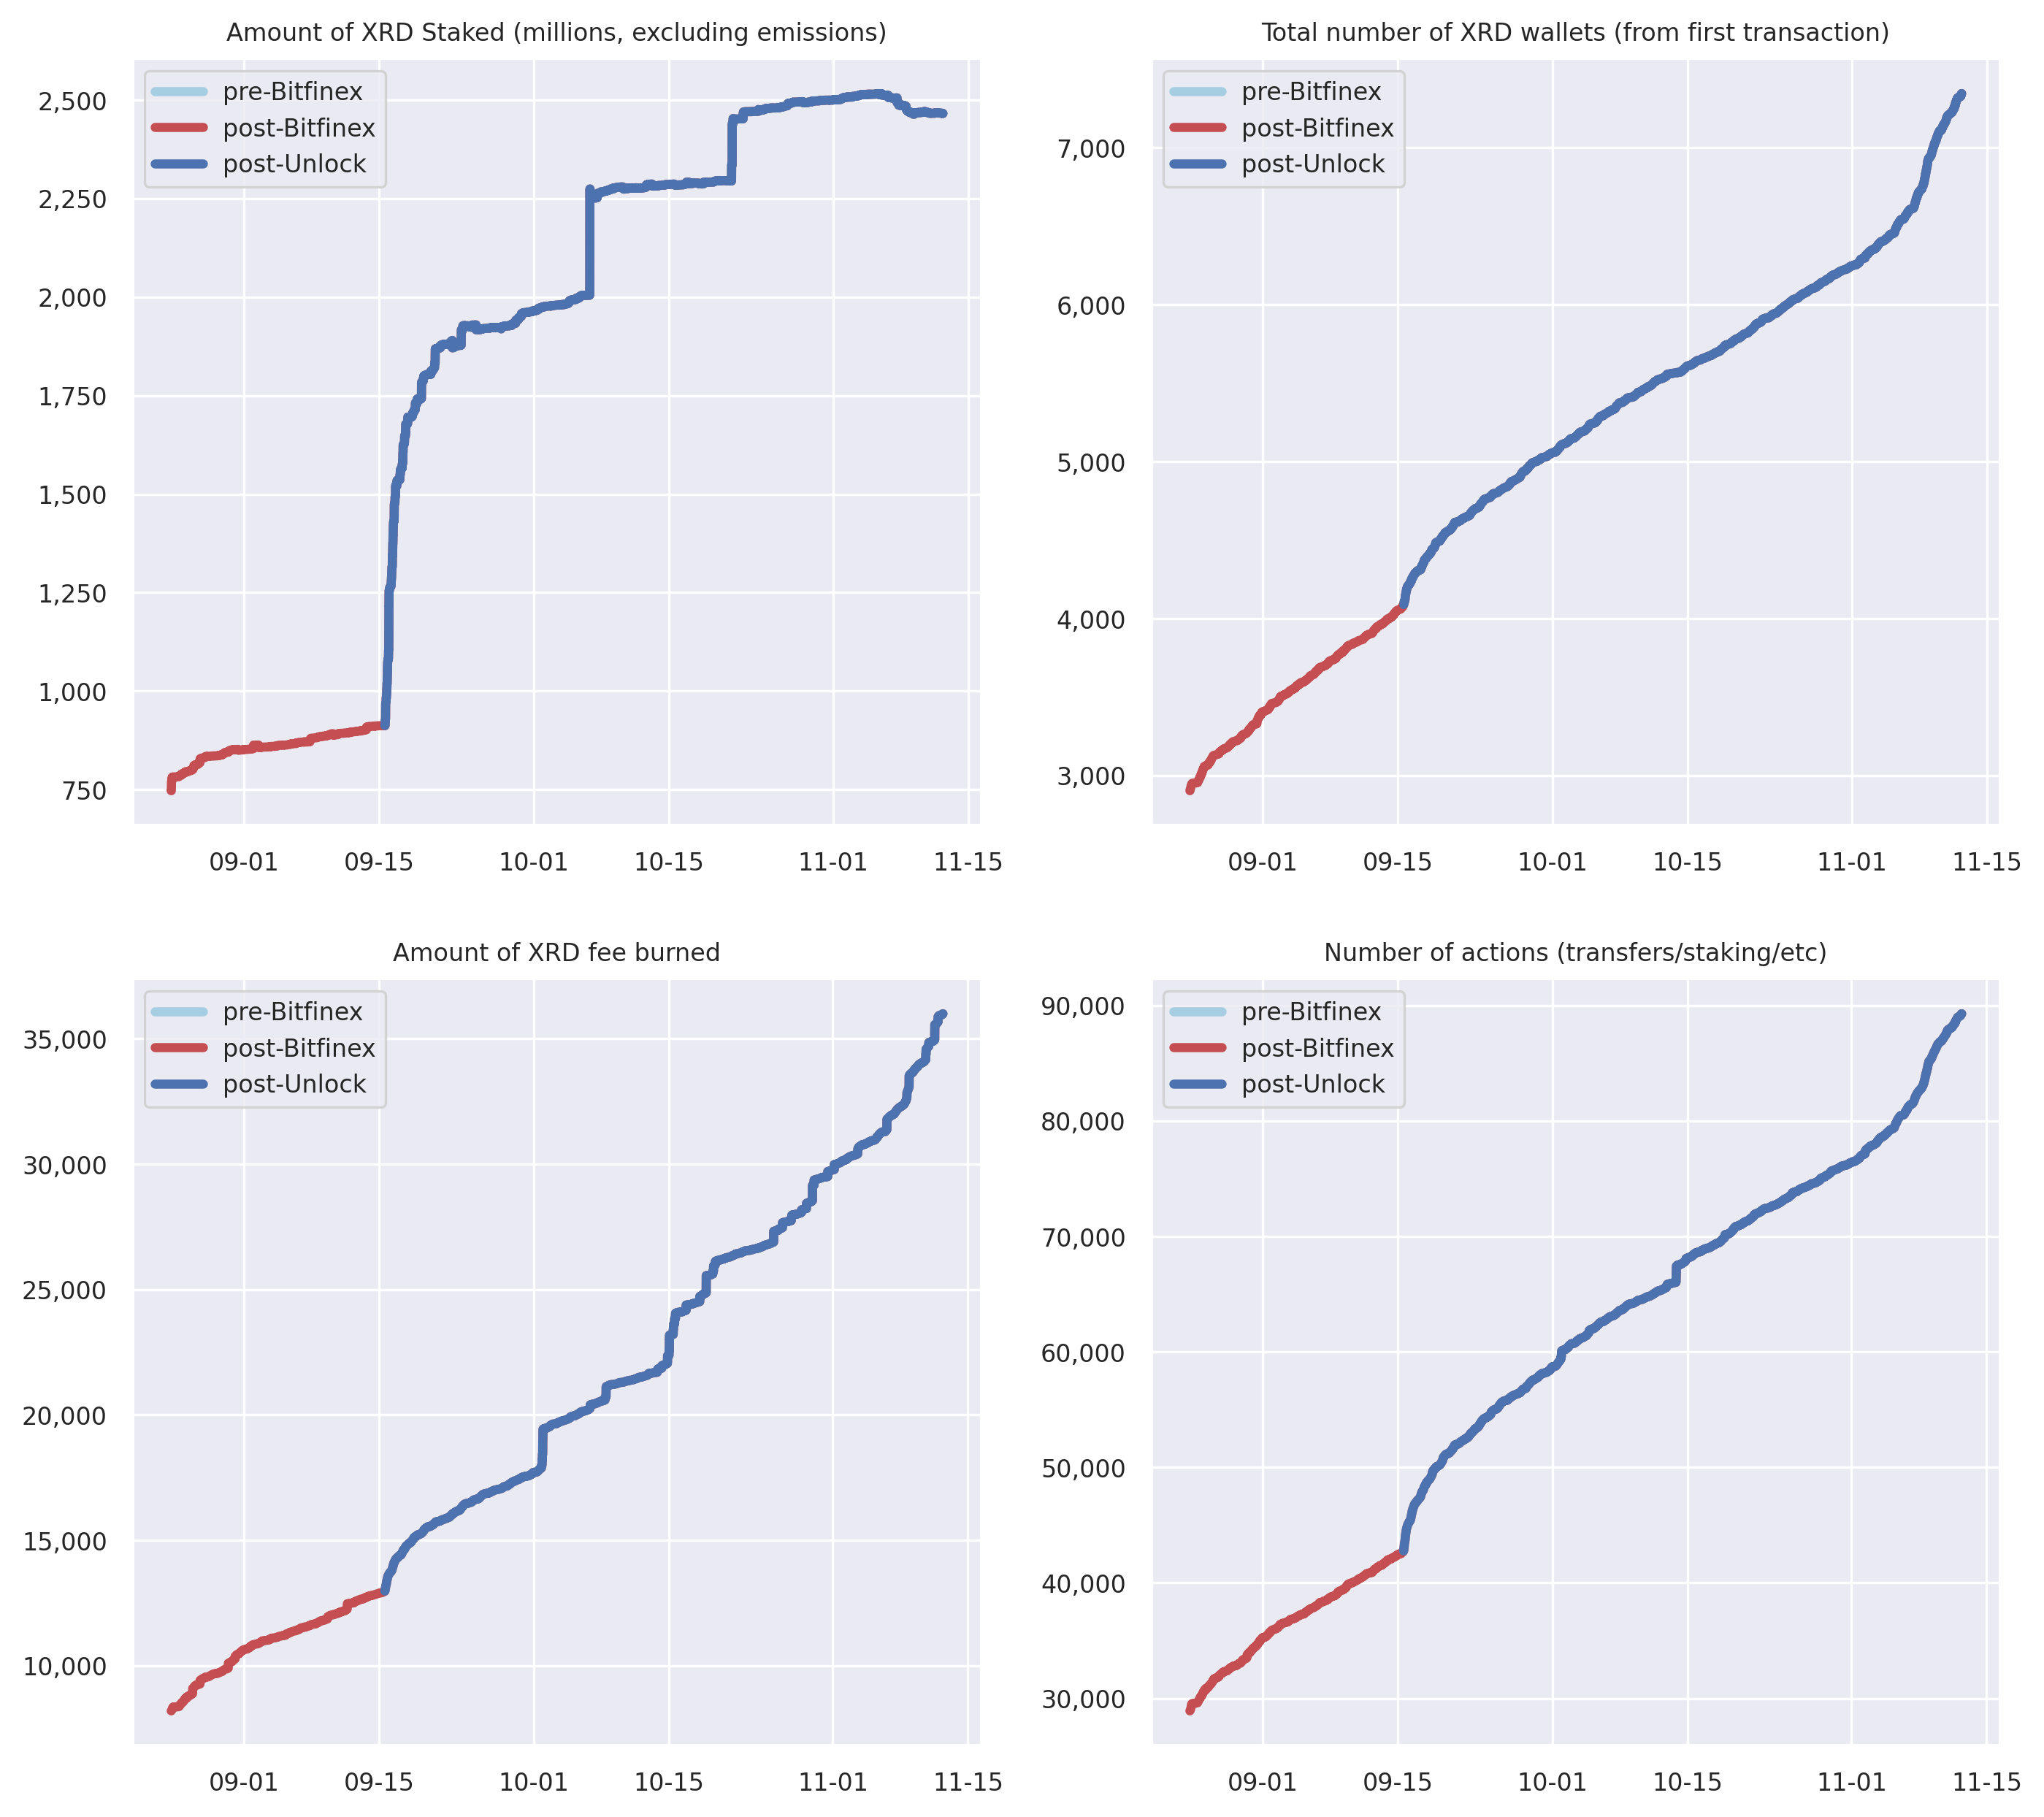 Amount of XRD Staked (millions, excluding emissions)
pre-Bitfinex
post-Bitfinex
post-Unlock
2,500
2,250
2,000
1,750
1,500
1,250
1,000
750
09-01 09-15 10-01 10-15 11-01 11-15
Total number of XRD wallets (from first transaction)
pre-Bitfinex
post-Bitfinex
post-Unlock
7,000
6,000
5,000
4,000
3,000
09-01 09-15 10-01 10-15 11-01 11-15
Amount of XRD fee burned
pre-Bitfinex
post-Bitfinex
post-Unlock
35,000
30,000
25,000
20,000
15,000
10,000
09-01 09-15 10-01 10-15 11-01 11-15
Number of actions (transfers/staking/etc)
pre-Bitfinex
post-Bitfinex
post-Unlock
90,000
80,000
70,000
60,000
50,000
40,000
30,000
09-01 09-15 10-01 10-15 11-01 11-15